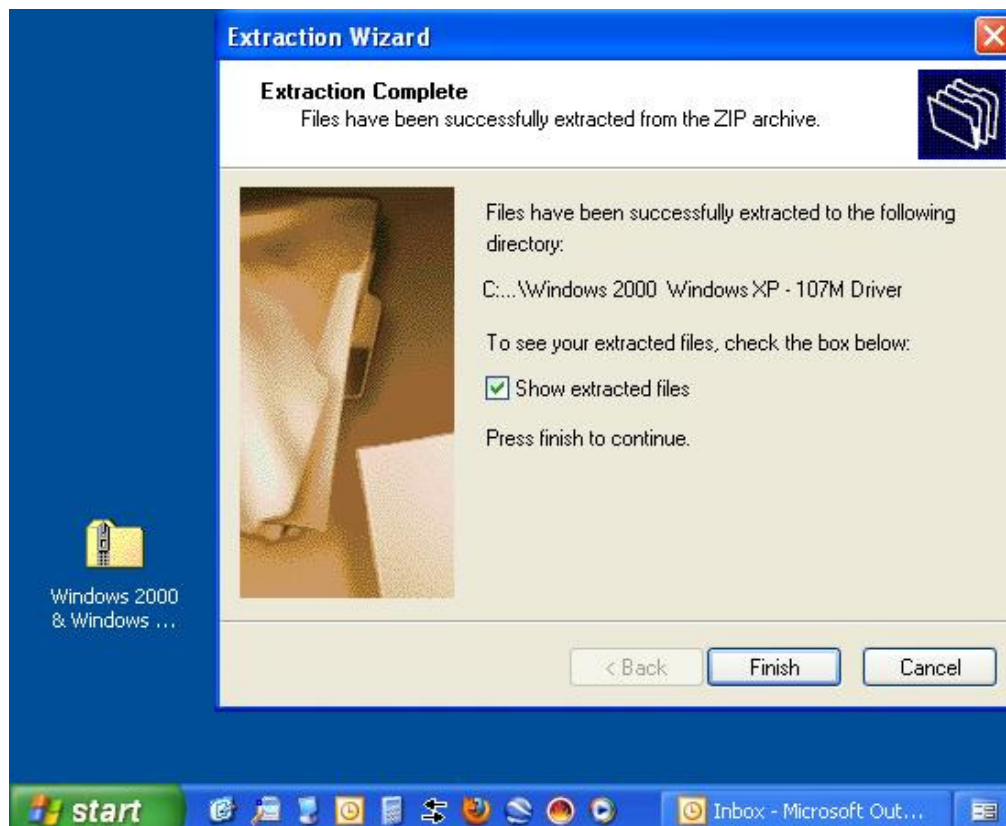 Extraction Wizard
Extraction Complete
Files have been successfully extracted from the ZIP archive.
Files have been successfully extracted to the following
directory:
C:...\Windows 2000  Windows XP - 107M Driver
To see your extracted files, check the box below:
Show extracted files
Press finish to continue.
Windows 2000
& Windows ...
< Back
Finish
Cancel
start
Inbox - Microsoft Out...